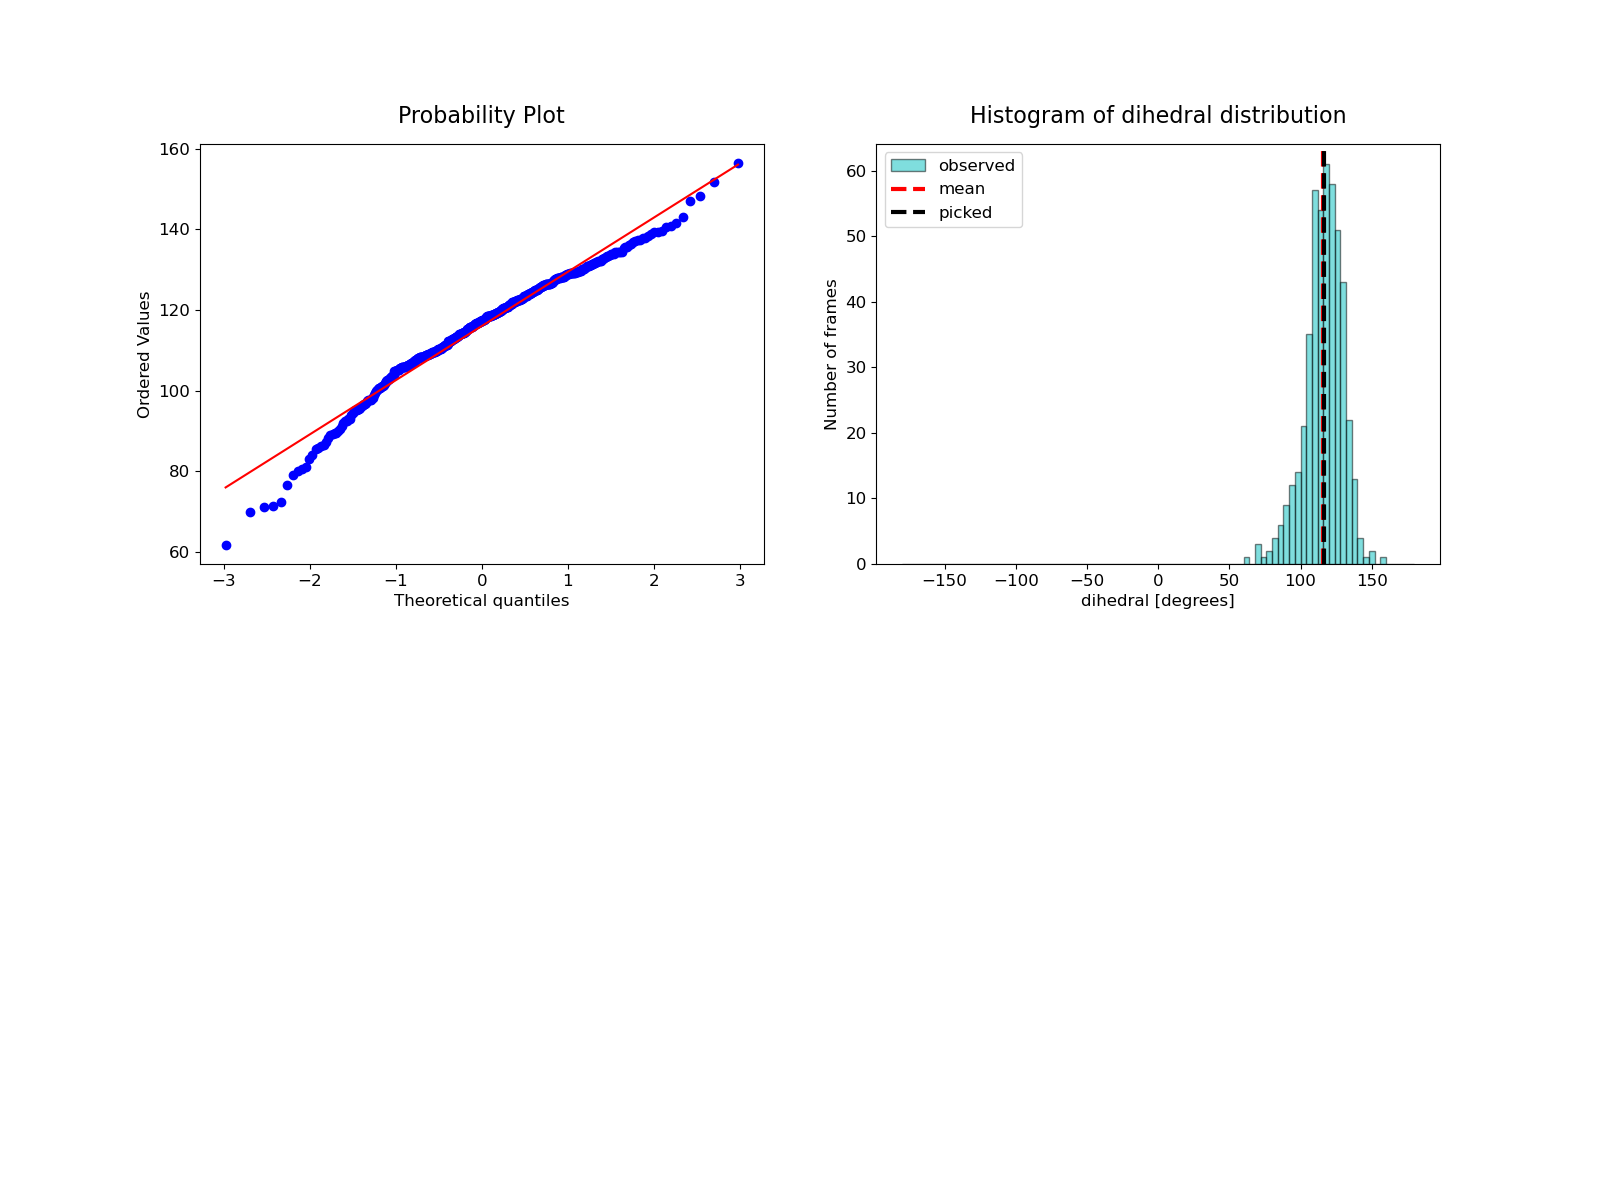 Probability Plot
160
140
120
100
80
60
Ordered Values
−3 −2 −1 0 1 2 3
Theoretical quantiles
Histogram of dihedral distribution
observed
mean
picked
60
50
40
30
20
10
0
Number of frames
−150 −100 −50 0 50 100 150
dihedral [degrees]